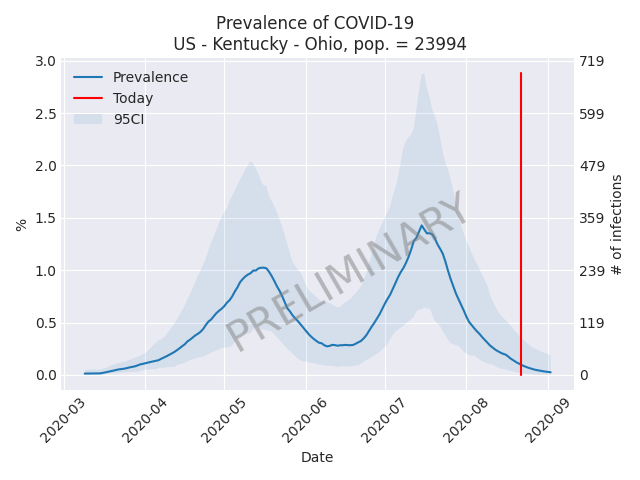 Prevalence of COVID-19
US - Kentucky - Ohio, pop. = 23994
Prevalence
Today
95CI
3.0
2.5
2.0
1.5
1.0
0.5
0.0
%
719
599
479
359
239
119
0
# of infections
PRELIMINARY
2020-03
2020-04
2020-05
2020-06
2020-07
2020-08
2020-09
Date